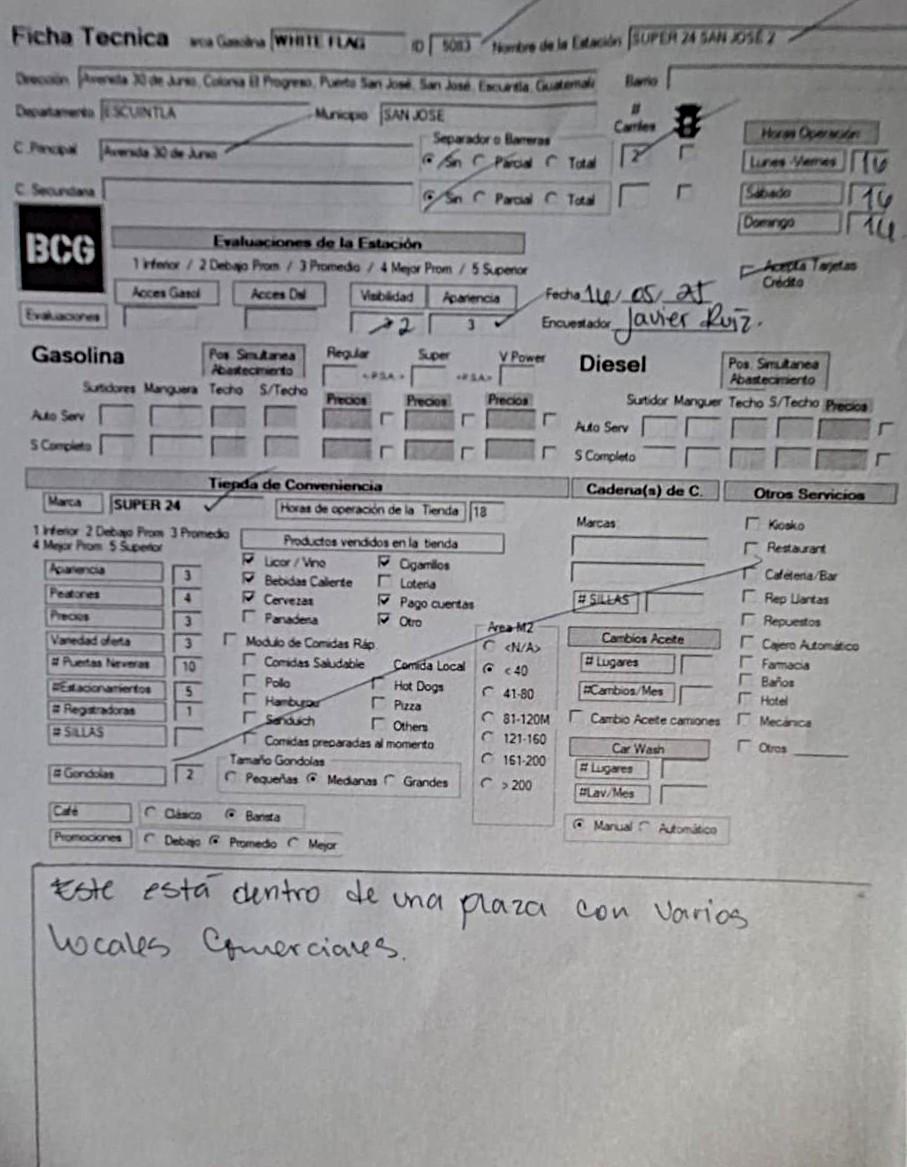 Ficha Tecnica arca Gasolina WHITE FLAG ID 5083 Nombre de la Estación SUPER 24 SAN JOSE 2
Dirección Avenida 30 de Junio, Colonia El Progreso, Puerto San José, San José, Escuintla, Guatemala Barrio
Departamento ESCUINTLA Municipio SAN JOSE # Carriles
C. Principal Avenida 30 de Junio Separador o Barreras Sin Parcial Total 2
C. Secundaria Sin Parcial Total
Horas Operación
Lunes -Viernes 16
Sábado 16
Domingo 14
BCG
Evaluaciones de la Estación
1 Inferior / 2 Debajo Prom / 3 Promedio / 4 Mejor Prom / 5 Superior
Acepta Tarjetas Crédito
Acces Gasol Acces Dsl Visibilidad Apariencia Fecha 14/05/25
Evaluaciones 2 3 Encuestador Javier Ruiz.
Gasolina Pos. Simultanea Abastecimiento Regular Super V Power
<P.S.A.> <P.S.A.>
Surtidores Manguera Techo S/Techo Precios Precios Precios
Auto Serv
S Completo
Diesel Pos. Simultanea Abastecimiento
Surtidor Manguer Techo S/Techo Precios
Auto Serv
S Completo
Tienda de Conveniencia
Marca SUPER 24 Horas de operación de la Tienda 18
1 Inferior 2 Debajo Prom 3 Promedio
4 Mejor Prom 5 Superior
Apariencia 3
Peatones 4
Precios 3
Variedad oferta 3
# Puertas Neveras 10
#Estacionamientos 5
# Registradoras 1
# SILLAS
# Gondolas 2
Productos vendidos en la tienda
Licor / Vino Cigarrillos
Bebidas Caliente Loteria
Cervezas Pago cuentas
Panaderia Otro
Modulo de Comidas Ráp.
Comidas Saludable Comida Local
Pollo Hot Dogs
Hamburgu Pizza
Sanduich Others
Comidas preparadas al momento
Tamaño Gondolas
Pequeñas Medianas Grandes
Area M2
<N/A>
< 40
41-80
81-120M
121-160
161-200
> 200
Café Clásico Barista
Promociones Debajo Promedio Mejor
Cadena(s) de C.
Marcas
# SILLAS
Cambios Aceite
# Lugares
#Cambios/Mes
Cambio Aceite camiones
Car Wash
# Lugares
#Lav/Mes
Manual Automático
Otros Servicios
Kiosko
Restaurant
Cafeteria/Bar
Rep Llantas
Repuestos
Cajero Automático
Farmacia
Baños
Hotel
Mecánica
Otros
Este está dentro de una plaza con varios
locales comerciales.